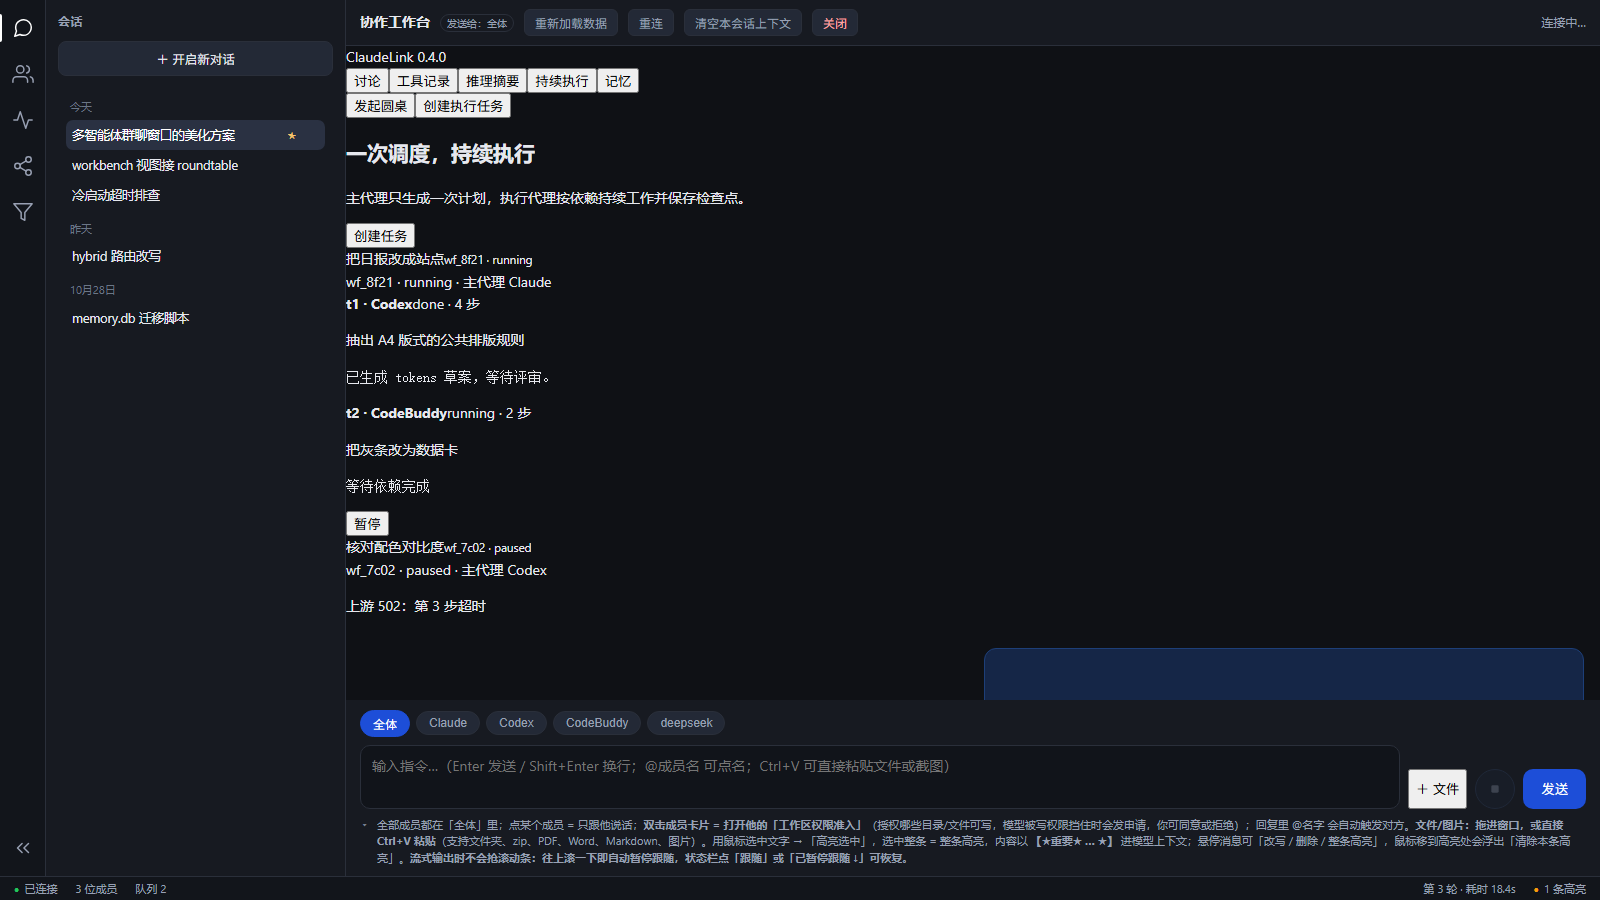 会话
协作工作台
发送给：全体
重新加载数据
重连
清空本会话上下文
关闭
连接中...
＋ 开启新对话
今天
多智能体群聊窗口的美化方案 ★
workbench 视图接 roundtable
冷启动超时排查
昨天
hybrid 路由改写
10月28日
memory.db 迁移脚本
ClaudeLink 0.4.0
讨论 工具记录 推理摘要 持续执行 记忆
发起圆桌 创建执行任务
一次调度，持续执行
主代理只生成一次计划，执行代理按依赖持续工作并保存检查点。
创建任务
把日报改成站点wf_8f21 · running
wf_8f21 · running · 主代理 Claude
t1 · Codexdone · 4 步
抽出 A4 版式的公共排版规则
已生成 tokens 草案，等待评审。
t2 · CodeBuddyrunning · 2 步
把灰条改为数据卡
等待依赖完成
暂停
核对配色对比度wf_7c02 · paused
wf_7c02 · paused · 主代理 Codex
上游 502：第 3 步超时
全体 Claude Codex CodeBuddy deepseek
输入指令...（Enter 发送 / Shift+Enter 换行；@成员名 可点名；Ctrl+V 可直接粘贴文件或截图）
＋ 文件
发送
全部成员都在「全体」里；点某个成员 = 只跟他说话；双击成员卡片 = 打开他的「工作区权限准入」（授权哪些目录/文件可写，模型被写权限挡住时会发申请，你可同意或拒绝）；回复里 @名字 会自动触发对方。文件/图片：拖进窗口，或直接
Ctrl+V 粘贴（支持文件夹、zip、PDF、Word、Markdown、图片）。用鼠标选中文字 → 「高亮选中」，选中整条 = 整条高亮，内容以 【★重要★ ... ★】 进模型上下文；悬停消息可「改写 / 删除 / 整条高亮」，鼠标移到高亮处会浮出「清除本条高
亮」。流式输出时不会抢滚动条：往上滚一下即自动暂停跟随，状态栏点「跟随」或「已暂停跟随 ↓」可恢复。
已连接 3 位成员 队列 2
第 3 轮 · 耗时 18.4s
1 条高亮